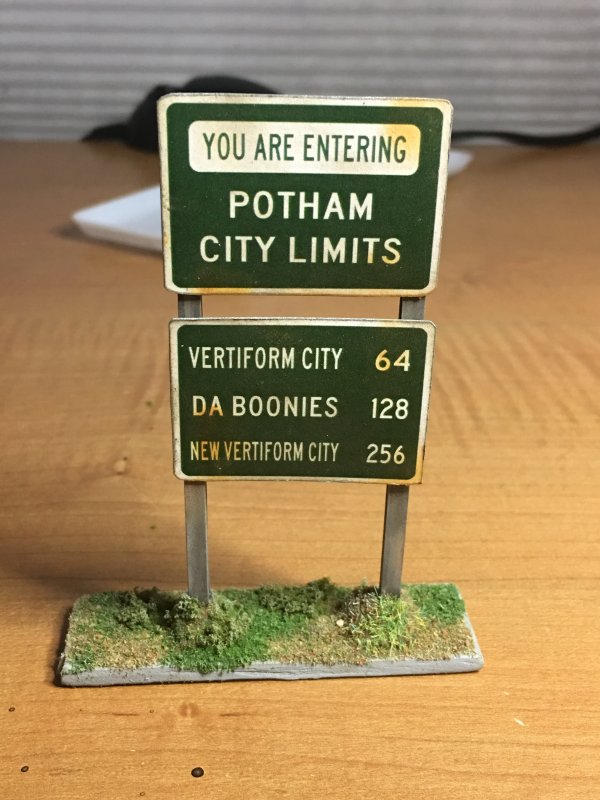 YOU ARE ENTERING
POTHAM
CITY LIMITS
VERTIFORM CITY 64
DA BOONIES 128
NEW VERTIFORM CITY 256